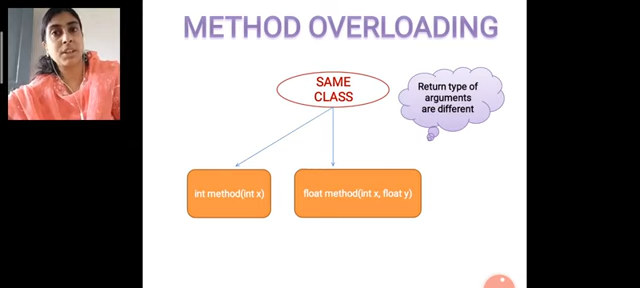 METHOD OVERLOADING
SAME
CLASS
Return type of
arguments
are different
int method(int x)
float method(int x, float y)